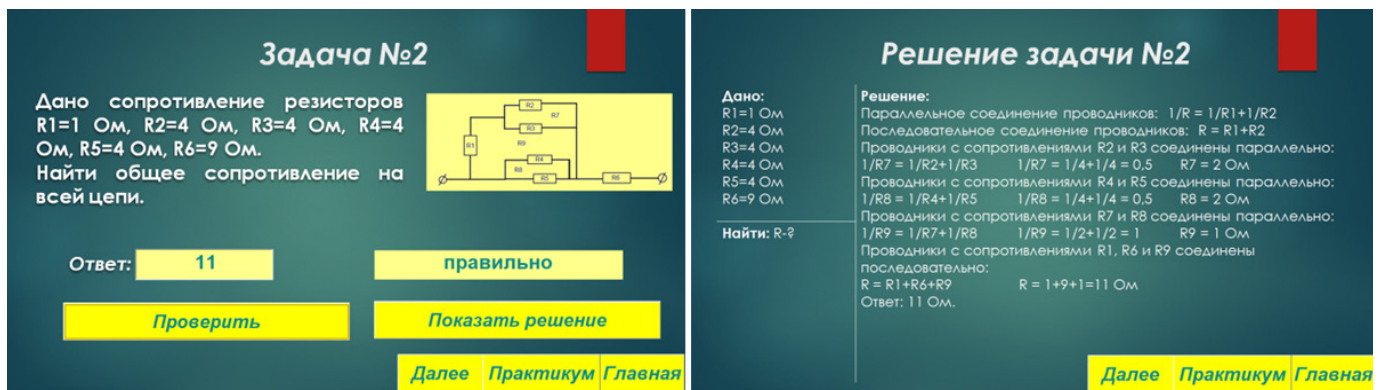 Задача №2
Дано сопротивление резисторов
R1=1 Ом, R2=4 Ом, R3=4 Ом, R4=4
Ом, R5=4 Ом, R6=9 Ом.
Найти общее сопротивление на
всей цепи.
R2
R7
R3
R1
R9
R4
R8
R5
R6
Ответ:
11
правильно
Проверить
Показать решение
Далее
Практикум
Главная
Решение задачи №2
Дано:
R1=1 Ом
R2=4 Ом
R3=4 Ом
R4=4 Ом
R5=4 Ом
R6=9 Ом
Найти: R-?
Решение:
Параллельное соединение проводников: 1/R = 1/R1+1/R2
Последовательное соединение проводников: R = R1+R2
Проводники с сопротивлениями R2 и R3 соединены параллельно:
1/R7 = 1/R2+1/R3 1/R7 = 1/4+1/4 = 0,5 R7 = 2 Ом
Проводники с сопротивлениями R4 и R5 соединены параллельно:
1/R8 = 1/R4+1/R5 1/R8 = 1/4+1/4 = 0,5 R8 = 2 Ом
Проводники с сопротивлениями R7 и R8 соединены параллельно:
1/R9 = 1/R7+1/R8 1/R9 = 1/2+1/2 = 1 R9 = 1 Ом
Проводники с сопротивлениями R1, R6 и R9 соединены
последовательно:
R = R1+R6+R9 R = 1+9+1=11 Ом
Ответ: 11 Ом.
Далее
Практикум
Главная